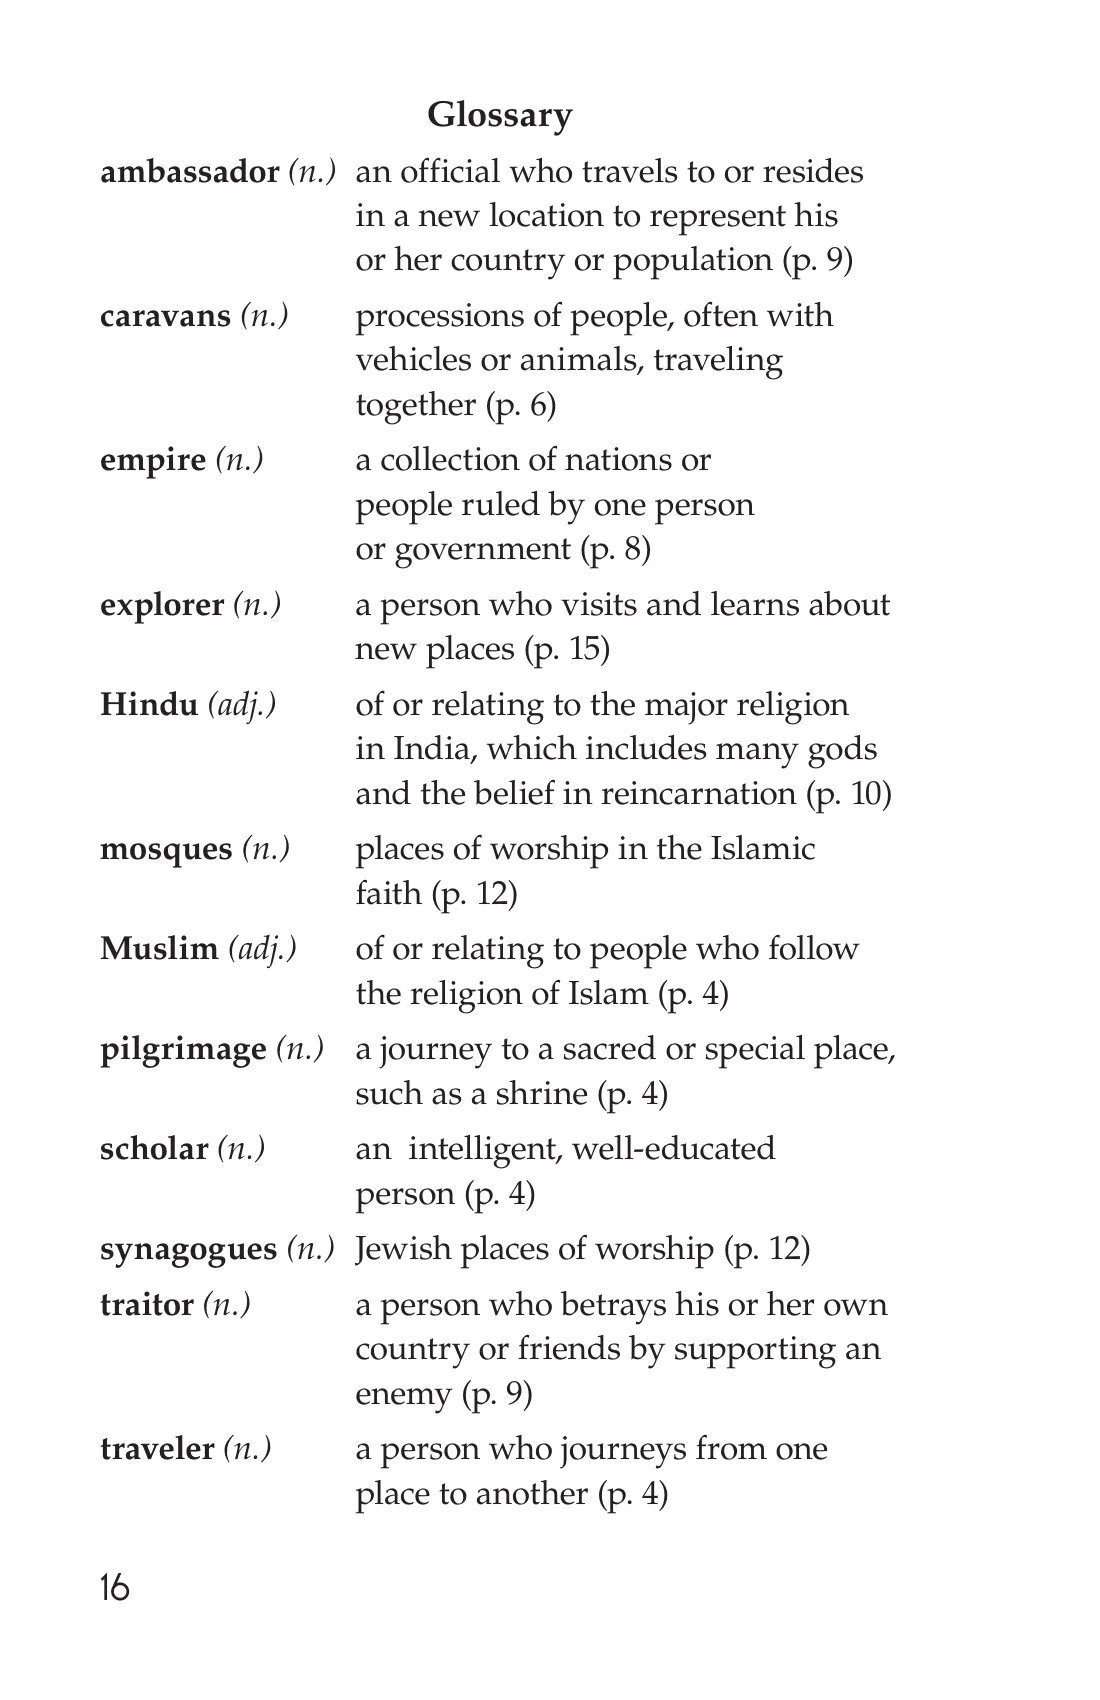 Glossary
ambassador (n.) an official who travels to or resides
in a new location to represent his
or her country or population (p. 9)
caravans (n.) processions of people, often with
vehicles or animals, traveling
together (p. 6)
empire (n.) a collection of nations or
people ruled by one person
or government (p. 8)
explorer (n.) a person who visits and learns about
new places (p. 15)
Hindu (adj.) of or relating to the major religion
in India, which includes many gods
and the belief in reincarnation (p. 10)
mosques (n.) places of worship in the Islamic
faith (p. 12)
Muslim (adj.) of or relating to people who follow
the religion of Islam (p. 4)
pilgrimage (n.) a journey to a sacred or special place,
such as a shrine (p. 4)
scholar (n.) an  intelligent, well-educated
person (p. 4)
synagogues (n.) Jewish places of worship (p. 12)
traitor (n.) a person who betrays his or her own
country or friends by supporting an
enemy (p. 9)
traveler (n.) a person who journeys from one
place to another (p. 4)
16